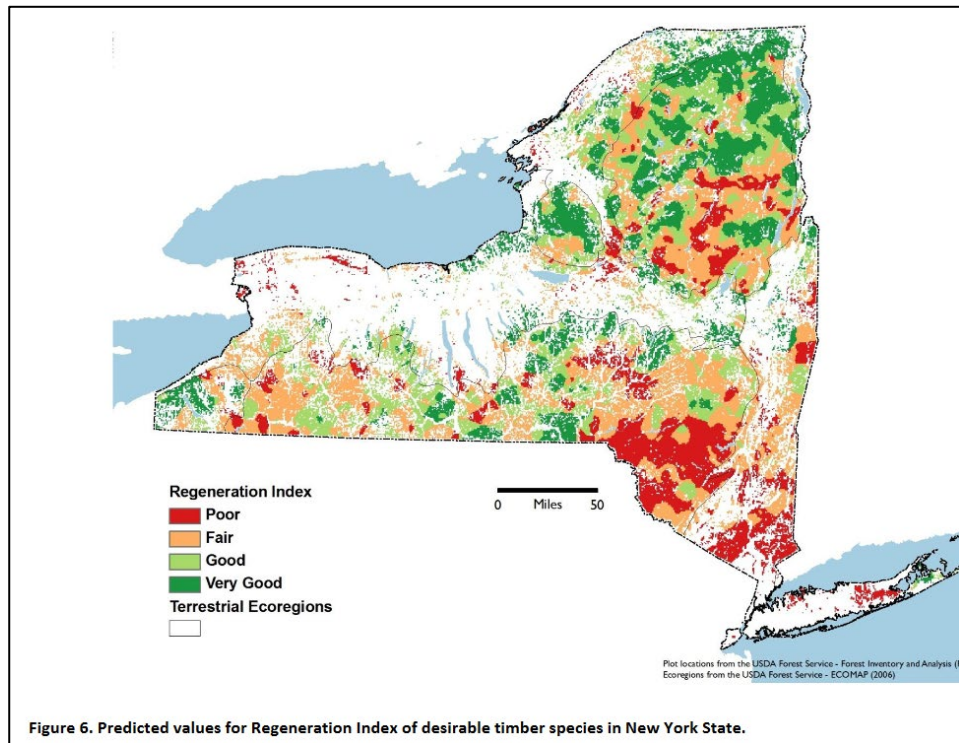 Regeneration Index
Poor
Fair
Good
Very Good
Terrestrial Ecoregions
0 Miles 50
Plot locations from the USDA Forest Service - Forest Inventory and Analysis (
Ecoregions from the USDA Forest Service - ECOMAP (2006)
Figure 6. Predicted values for Regeneration Index of desirable timber species in New York State.